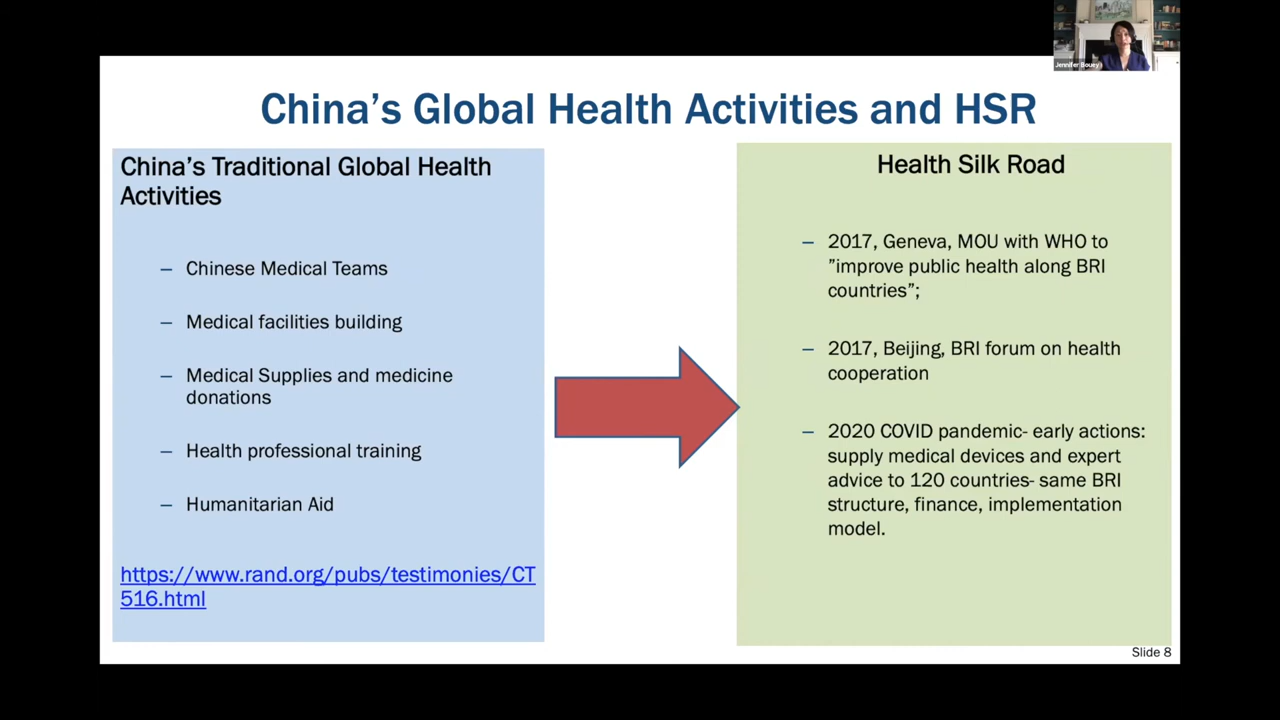 Jennifer Bouey
China's Global Health Activities and HSR
China's Traditional Global Health
Activities
– Chinese Medical Teams
– Medical facilities building
– Medical Supplies and medicine
donations
– Health professional training
– Humanitarian Aid
https://www.rand.org/pubs/testimonies/CT
516.html
Health Silk Road
– 2017, Geneva, MOU with WHO to
”improve public health along BRI
countries”;
– 2017, Beijing, BRI forum on health
cooperation
– 2020 COVID pandemic- early actions:
supply medical devices and expert
advice to 120 countries- same BRI
structure, finance, implementation
model.
Slide 8